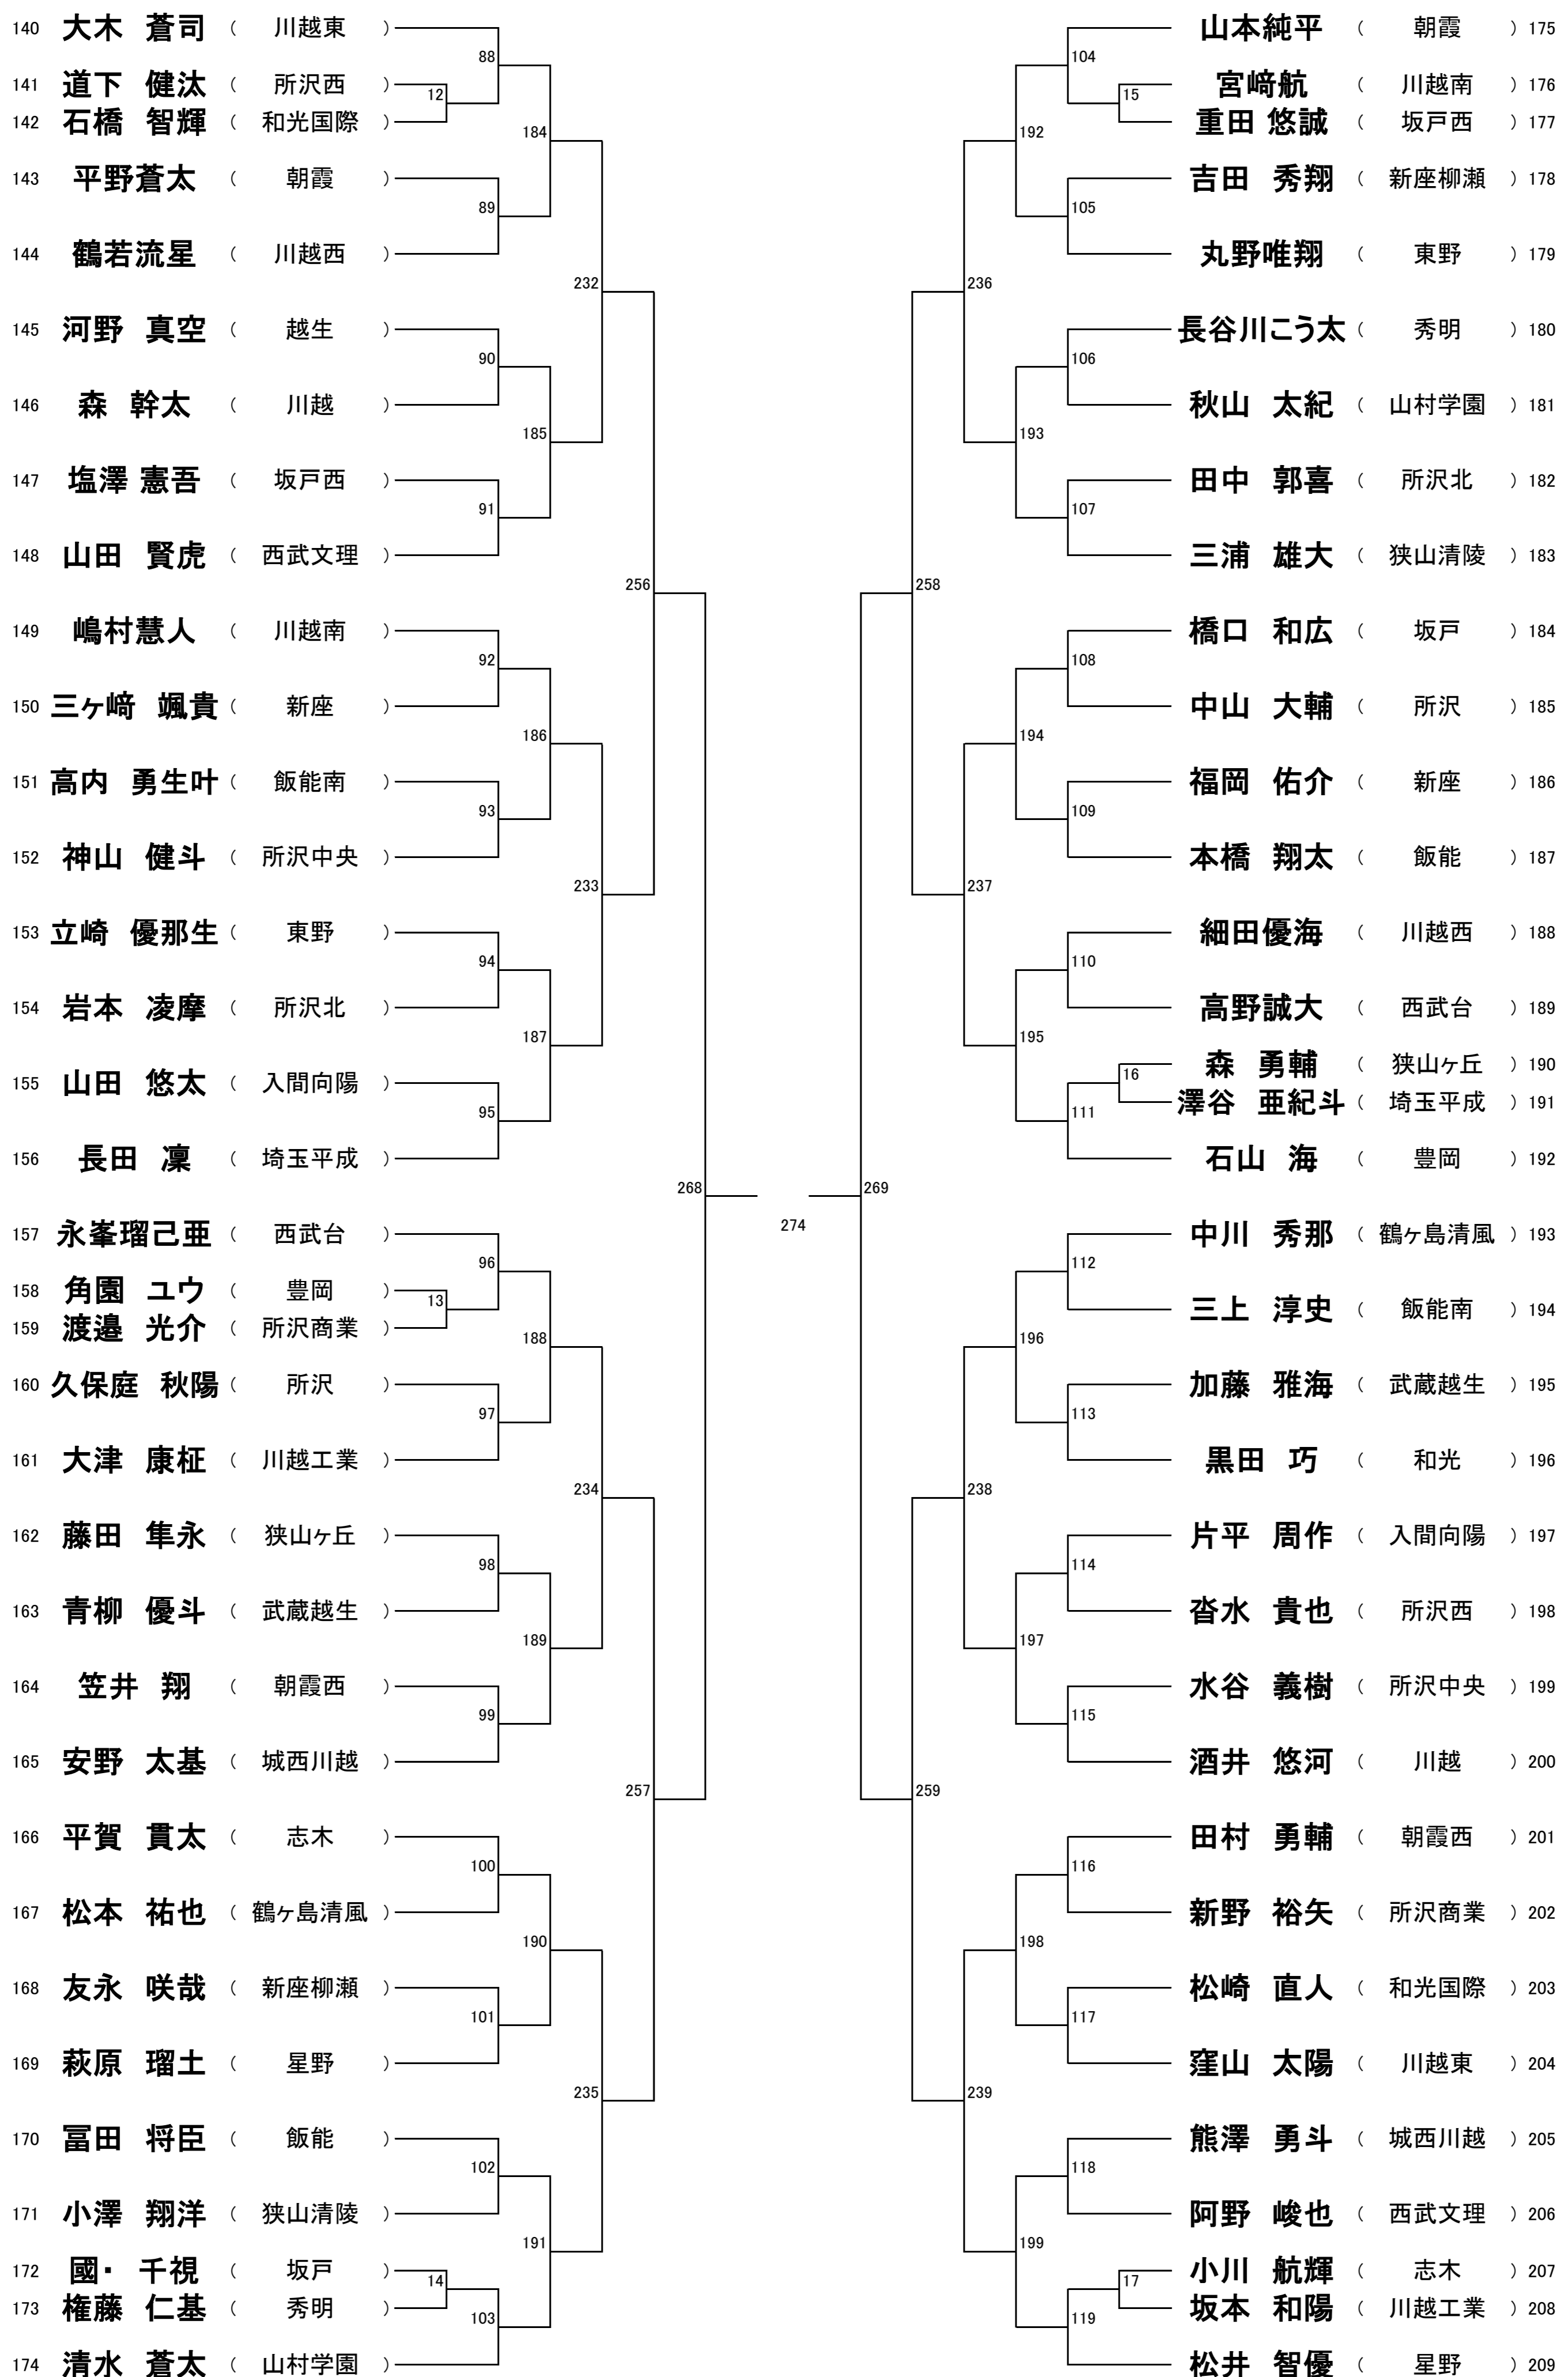 140 大木 蒼司 ( 川越東 )
88
141 道下 健汰 ( 所沢西 )
12
142 石橋 智輝 ( 和光国際 )
184
143 平野蒼太 ( 朝霞 )
89
144 鶴若流星 ( 川越西 )
232
145 河野 真空 ( 越生 )
90
146 森 幹太 ( 川越 )
185
147 塩澤 憲吾 ( 坂戸西 )
91
148 山田 賢虎 ( 西武文理 )
256
149 嶋村慧人 ( 川越南 )
92
150 三ヶ﨑 颯貴 ( 新座 )
186
151 高内 勇生叶 ( 飯能南 )
93
152 神山 健斗 ( 所沢中央 )
233
153 立崎 優那生 ( 東野 )
94
154 岩本 凌摩 ( 所沢北 )
187
155 山田 悠太 ( 入間向陽 )
95
156 長田 凜 ( 埼玉平成 )
268
157 永峯瑠己亜 ( 西武台 )
96
158 角園 ユウ ( 豊岡 )
13
159 渡邉 光介 ( 所沢商業 )
188
160 久保庭 秋陽 ( 所沢 )
97
161 大津 康柾 ( 川越工業 )
234
162 藤田 隼永 ( 狭山ヶ丘 )
98
163 青柳 優斗 ( 武蔵越生 )
189
164 笠井 翔 ( 朝霞西 )
99
165 安野 太基 ( 城西川越 )
257
166 平賀 貫太 ( 志木 )
100
167 松本 祐也 ( 鶴ヶ島清風 )
190
168 友永 咲哉 ( 新座柳瀬 )
101
169 萩原 瑠土 ( 星野 )
235
170 冨田 将臣 ( 飯能 )
102
171 小澤 翔洋 ( 狭山清陵 )
191
172 國・ 千視 ( 坂戸 )
14
173 権藤 仁基 ( 秀明 )
103
174 清水 蒼太 ( 山村学園 )
274
山本純平 ( 朝霞 ) 175
104
宮﨑航 ( 川越南 ) 176
15
重田 悠誠 ( 坂戸西 ) 177
192
吉田 秀翔 ( 新座柳瀬 ) 178
105
丸野唯翔 ( 東野 ) 179
236
長谷川こう太 ( 秀明 ) 180
106
秋山 太紀 ( 山村学園 ) 181
193
田中 郭喜 ( 所沢北 ) 182
107
三浦 雄大 ( 狭山清陵 ) 183
258
橋口 和広 ( 坂戸 ) 184
108
中山 大輔 ( 所沢 ) 185
194
福岡 佑介 ( 新座 ) 186
109
本橋 翔太 ( 飯能 ) 187
237
細田優海 ( 川越西 ) 188
110
高野誠大 ( 西武台 ) 189
195
森 勇輔 ( 狭山ヶ丘 ) 190
16
澤谷 亜紀斗 ( 埼玉平成 ) 191
111
石山 海 ( 豊岡 ) 192
269
中川 秀那 ( 鶴ヶ島清風 ) 193
112
三上 淳史 ( 飯能南 ) 194
196
加藤 雅海 ( 武蔵越生 ) 195
113
黒田 巧 ( 和光 ) 196
238
片平 周作 ( 入間向陽 ) 197
114
沓水 貴也 ( 所沢西 ) 198
197
水谷 義樹 ( 所沢中央 ) 199
115
酒井 悠河 ( 川越 ) 200
259
田村 勇輔 ( 朝霞西 ) 201
116
新野 裕矢 ( 所沢商業 ) 202
198
松崎 直人 ( 和光国際 ) 203
117
窪山 太陽 ( 川越東 ) 204
239
熊澤 勇斗 ( 城西川越 ) 205
118
阿野 峻也 ( 西武文理 ) 206
199
小川 航輝 ( 志木 ) 207
17
坂本 和陽 ( 川越工業 ) 208
119
松井 智優 ( 星野 ) 209